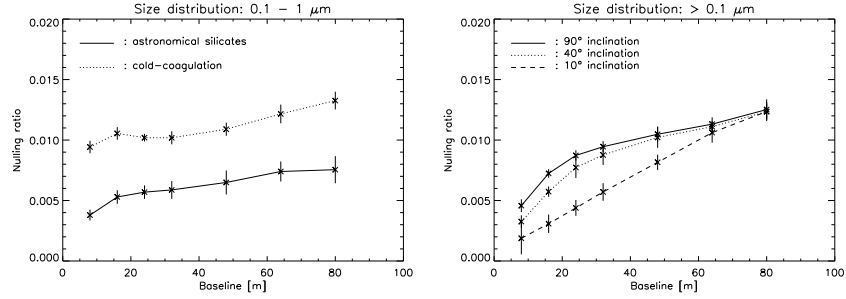 Size distribution: 0.1 – 1 μm
: astronomical silicates
: cold–coagulation
0.020
0.015
0.010
0.005
0.000
Nulling ratio
0 20 40 60 80 100
Baseline [m]
Size distribution: > 0.1 μm
: 90° inclination
: 40° inclination
: 10° inclination
0.020
0.015
0.010
0.005
0.000
Nulling ratio
0 20 40 60 80 100
Baseline [m]